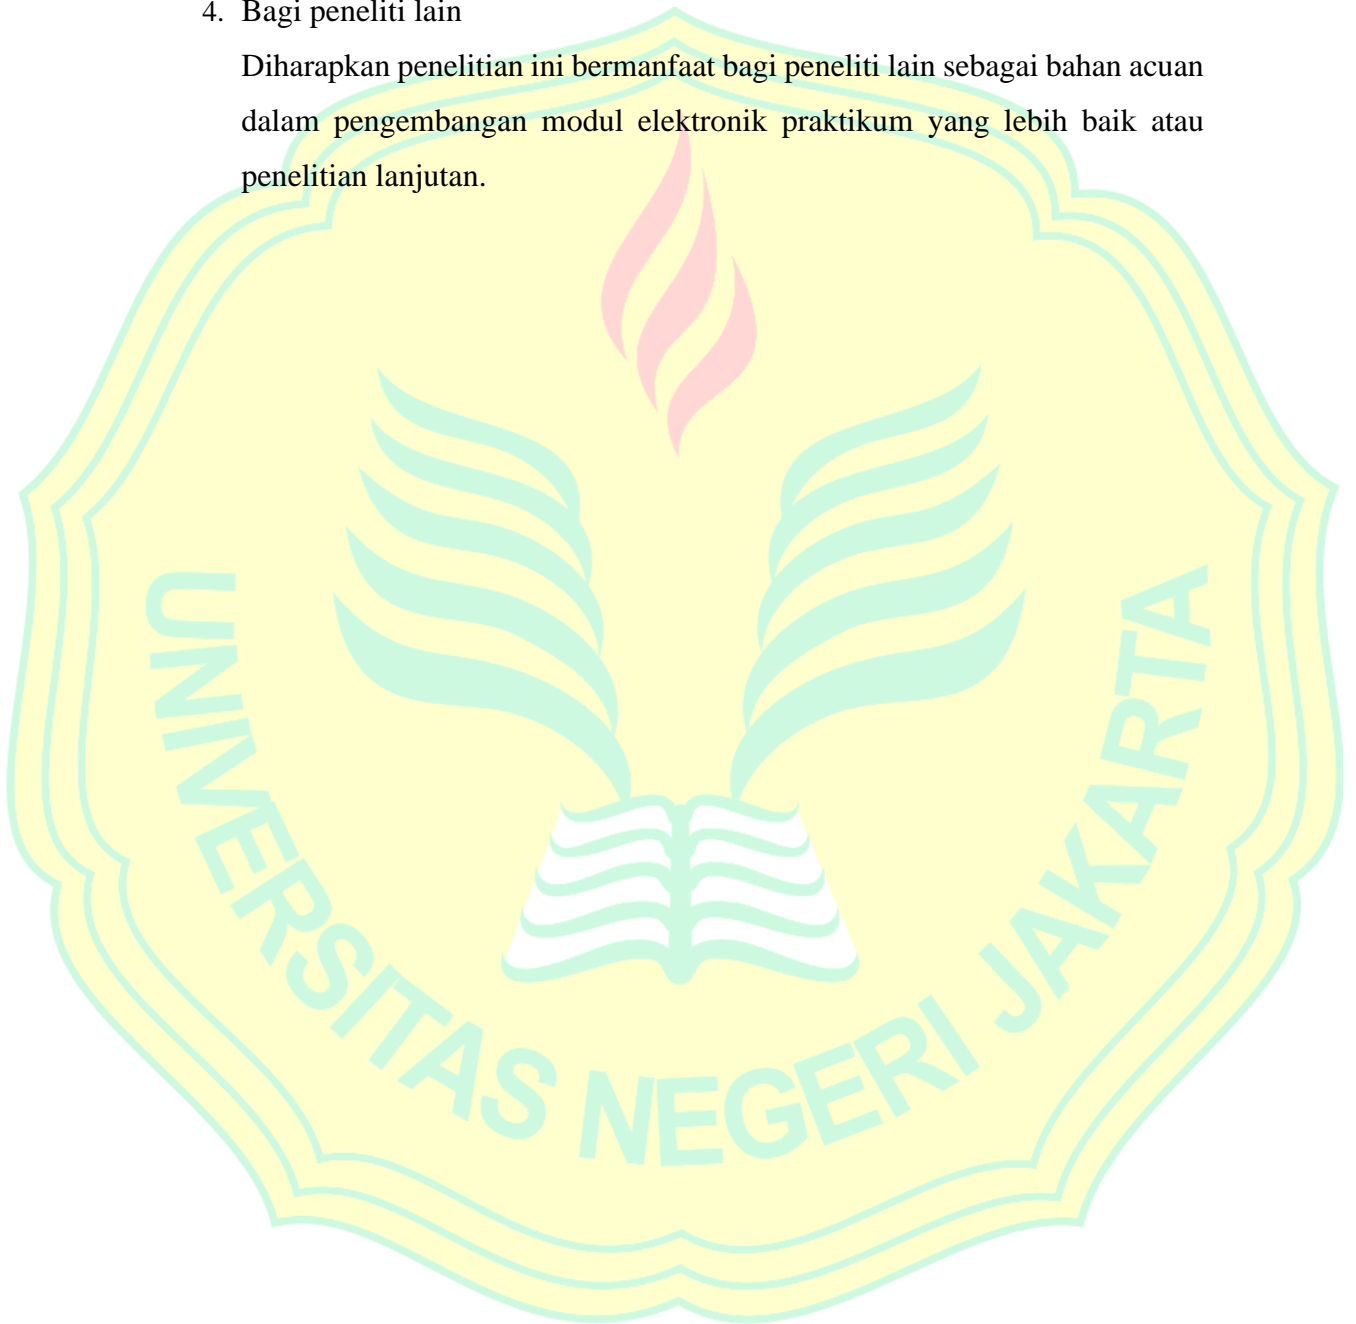 4. Bagi peneliti lain
Diharapkan penelitian ini bermanfaat bagi peneliti lain sebagai bahan acuan
dalam pengembangan modul elektronik praktikum yang lebih baik atau
penelitian lanjutan.
UNIVERSITAS NEGERI JAKARTA